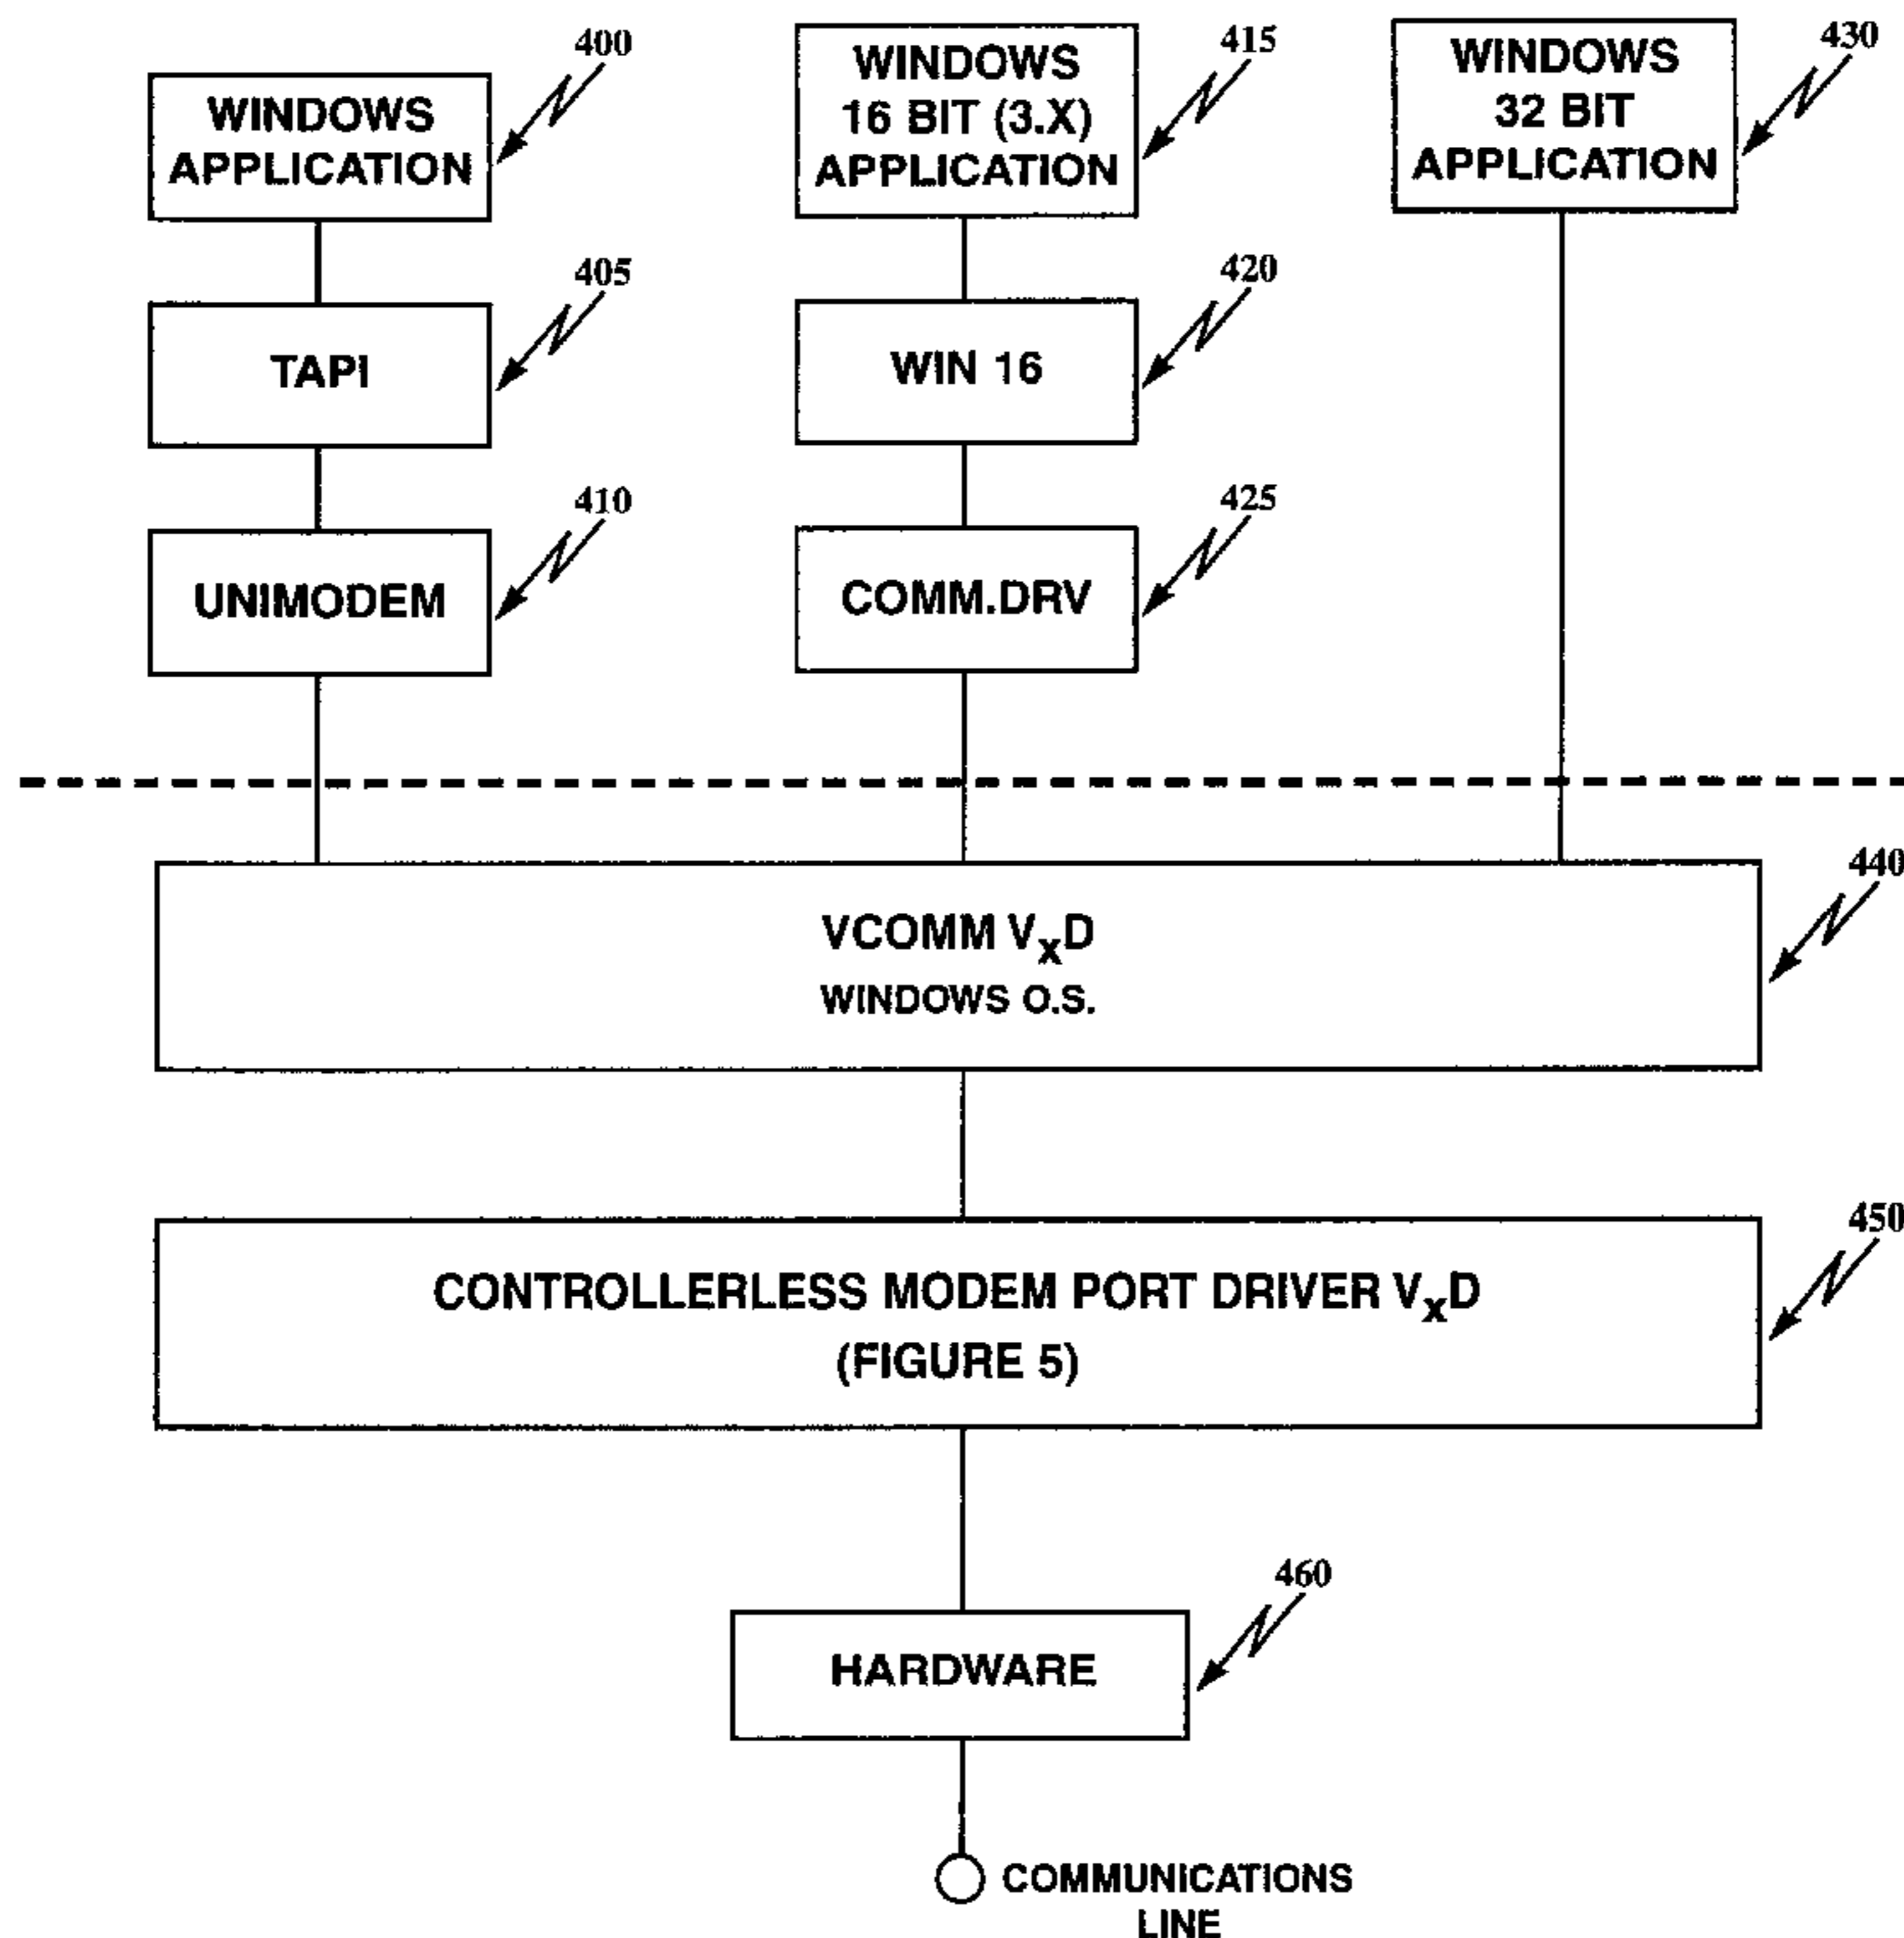 400
WINDOWS
APPLICATION
415
WINDOWS
16 BIT (3.X)
APPLICATION
430
WINDOWS
32 BIT
APPLICATION
405
TAPI
420
WIN 16
410
UNIMODEM
425
COMM.DRV
440
VCOMM VxD
WINDOWS O.S.
450
CONTROLLERLESS MODEM PORT DRIVER VxD
(FIGURE 5)
460
HARDWARE
COMMUNICATIONS
LINE